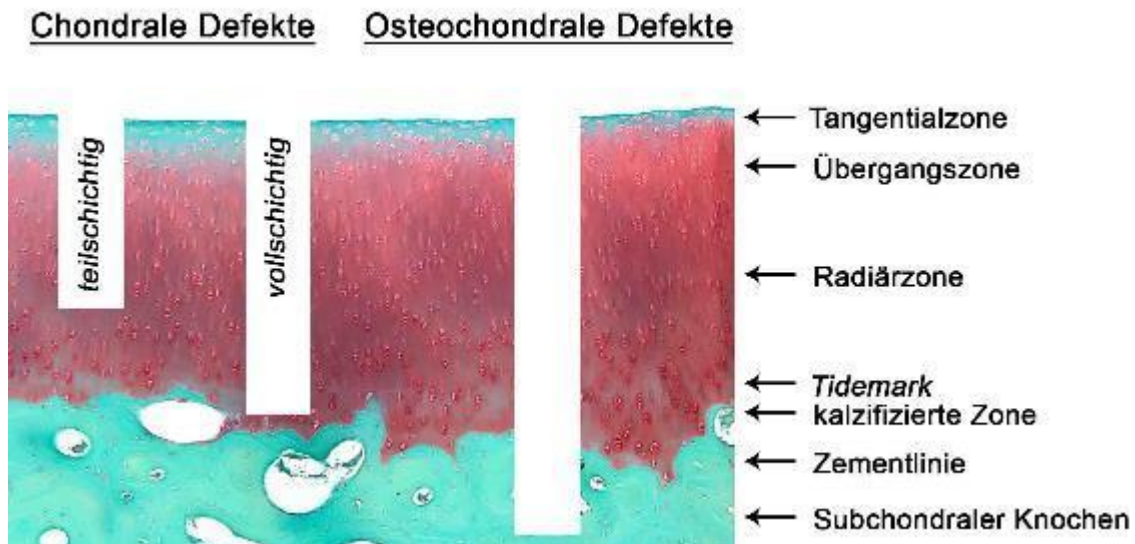 Chondrale Defekte
Osteochondrale Defekte
teilschichtig
vollschichtig
Tangentialzone
Übergangszone
Radiärzone
Tidemark
kalzifizierte Zone
Zementlinie
Subchondraler Knochen